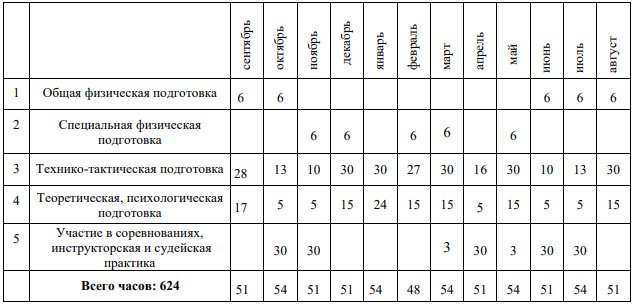 сентябрь октябрь ноябрь декабрь январь февраль март апрель май июнь июль август
1 Общая физическая подготовка 6 6 6 6 6
2 Специальная физическая
подготовка 6 6 6 6 6
3 Технико-тактическая подготовка 28 13 10 30 30 27 30 16 30 10 13 30
4 Теоретическая, психологическая
подготовка 17 5 5 15 24 15 15 5 15 5 5 15
5 Участие в соревнованиях,
инструкторская и судейская
практика 30 30 3 30 3 30 30
Всего часов: 624 51 54 51 51 54 48 54 51 54 51 54 51